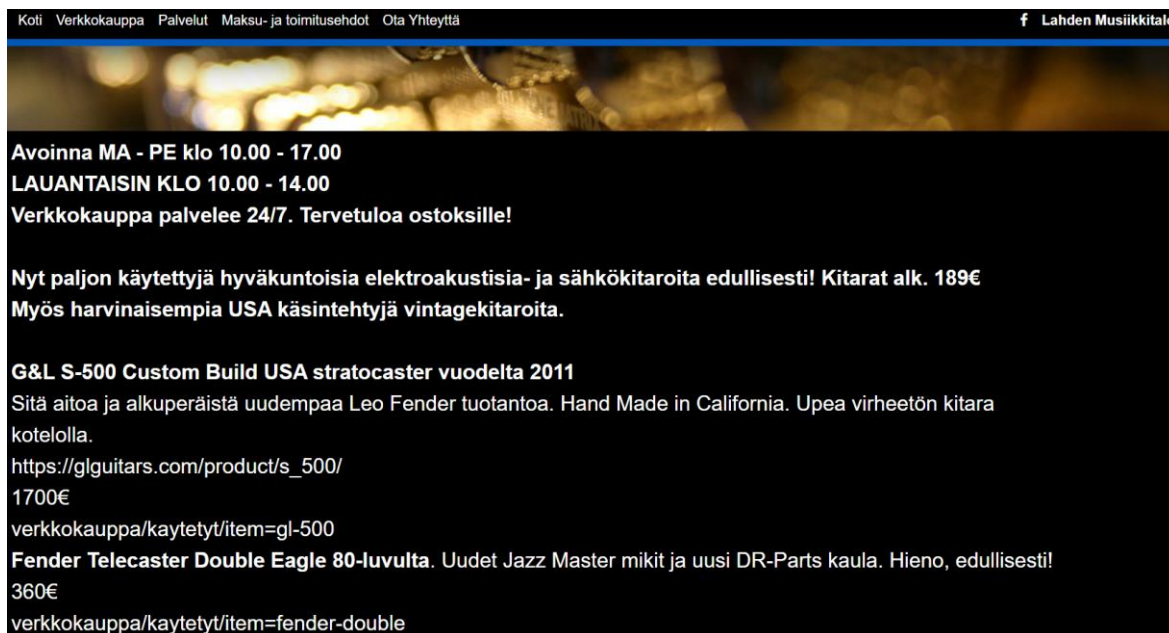 Koti Verkkokauppa Palvelut Maksu- ja toimitusehdot Ota Yhteyttä
f Lahden Musiikkitalo
Avoinna MA - PE klo 10.00 - 17.00
LAUANTAISIN KLO 10.00 - 14.00
Verkkokauppa palvelee 24/7. Tervetuloa ostoksille!
Nyt paljon käytettyjä hyväkuntoisia elektroakustisia- ja sähkökitaroita edullisesti! Kitarat alk. 189€
Myös harvinaisempia USA käsintehtyjä vintagekitaroita.
G&L S-500 Custom Build USA stratocaster vuodelta 2011
Sitä aitoa ja alkuperäistä uudempaa Leo Fender tuotantoa. Hand Made in California. Upea virheetön kitara
kotelolla.
https://glguitars.com/product/s_500/
1700€
verkkokauppa/kaytetyt/item=gl-500
Fender Telecaster Double Eagle 80-luvulta. Uudet Jazz Master mikit ja uusi DR-Parts kaula. Hieno, edullisesti!
360€
verkkokauppa/kaytetyt/item=fender-double